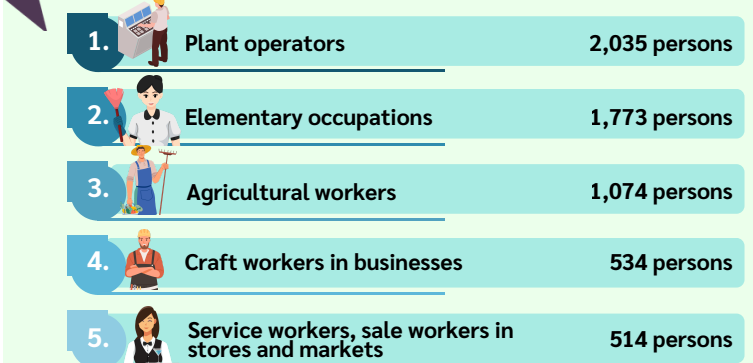 1. Plant operators 2,035 persons
2. Elementary occupations 1,773 persons
3. Agricultural workers 1,074 persons
4. Craft workers in businesses 534 persons
5. Service workers, sale workers in
stores and markets 514 persons